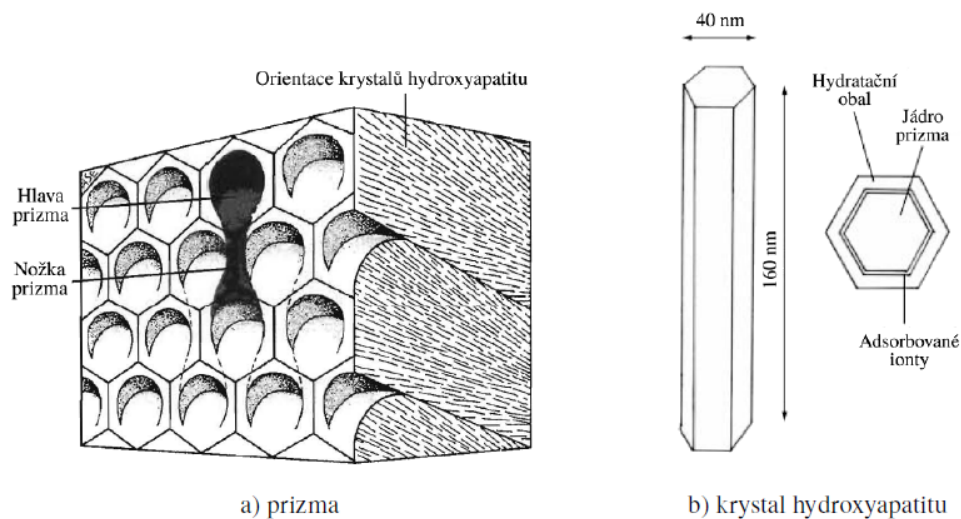 Orientace krystalů hydroxyapatitu
Hlava
prizma
Nožka
prizma
a) prizma
40 nm
160 nm
Hydratační
obal
Jádro
prizma
Adsorbované
ionty
b) krystal hydroxyapatitu